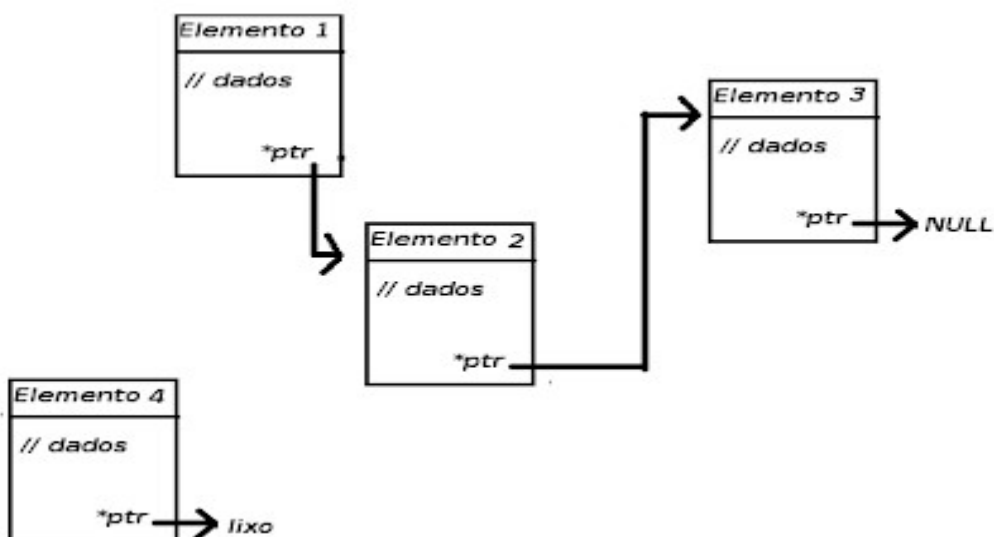 Elemento 1
// dados
*ptr
Elemento 3
// dados
*ptr
NULL
Elemento 2
// dados
*ptr
Elemento 4
// dados
*ptr
lixo